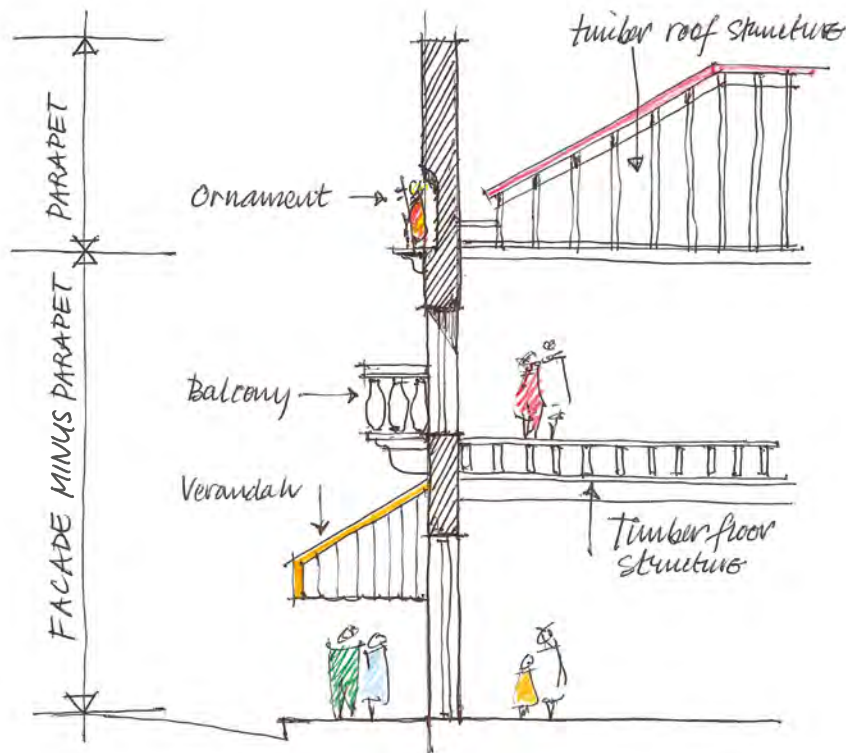 timber roof structure
PARAPET
Ornament
FACADE MINUS PARAPET
Balcony
Verandah
Timber floor
structure